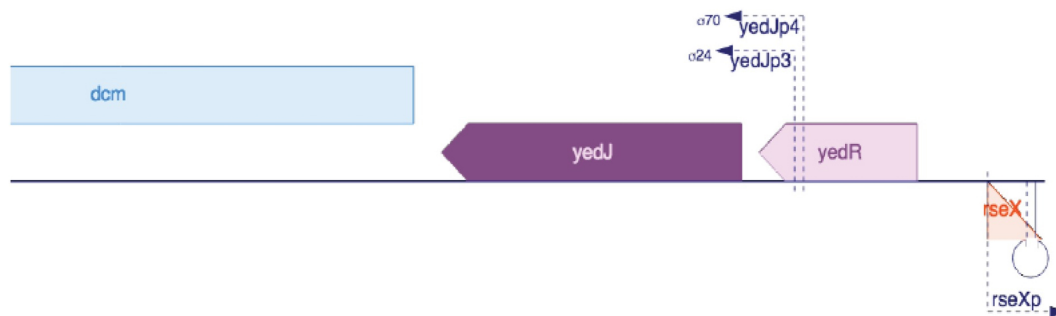 σ70 yedJp4
σ24 yedJp3
dcm
yedJ
yedR
rseX
rseXp